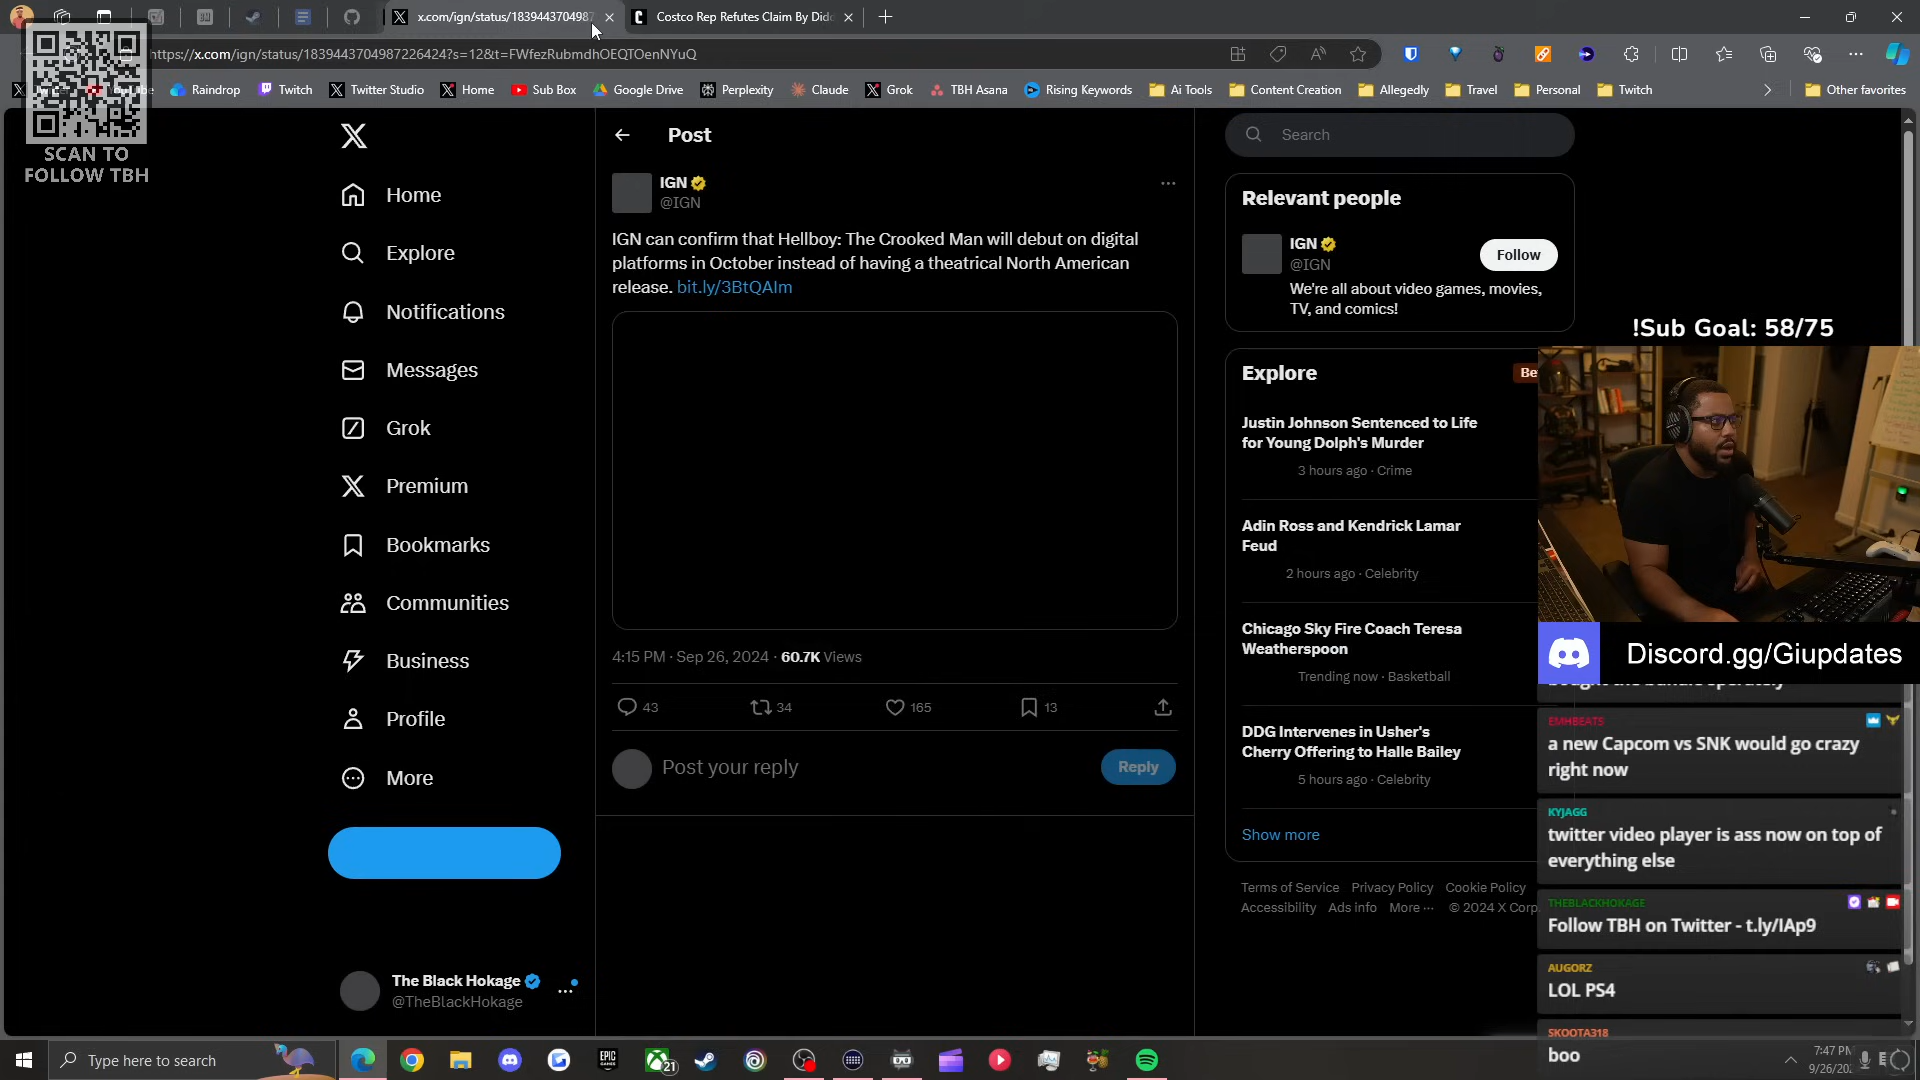 x.com/ign/status/1839443704987
Costco Rep Refutes Claim By Didd
https://x.com/ign/status/1839443704987226424?s=12&t=FWfezRubmdhOEQTOenNYuQ
Raindrop
Twitch
Twitter Studio
Home
Sub Box
Google Drive
Perplexity
Claude
Grok
TBH Asana
Rising Keywords
Ai Tools
Content Creation
Allegedly
Travel
Personal
Twitch
Other favorites
SCAN TO
FOLLOW TBH
Home
Explore
Notifications
Messages
Grok
Premium
Bookmarks
Communities
Business
Profile
More
The Black Hokage
@TheBlackHokage
Post
IGN
@IGN
IGN can confirm that Hellboy: The Crooked Man will debut on digital
platforms in October instead of having a theatrical North American
release. bit.ly/3BtQAIm
4:15 PM · Sep 26, 2024 · 60.7K Views
43
34
165
13
Post your reply
Reply
Search
Relevant people
IGN
@IGN
Follow
We're all about video games, movies,
TV, and comics!
Explore
Be
Justin Johnson Sentenced to Life
for Young Dolph's Murder
3 hours ago · Crime
Adin Ross and Kendrick Lamar
Feud
2 hours ago · Celebrity
Chicago Sky Fire Coach Teresa
Weatherspoon
Trending now · Basketball
DDG Intervenes in Usher's
Cherry Offering to Halle Bailey
5 hours ago · Celebrity
Show more
Terms of Service Privacy Policy Cookie Policy
Accessibility Ads info More ··· © 2024 X Corp.
!Sub Goal: 58/75
Discord.gg/Giupdates
EMHBEATS
a new Capcom vs SNK would go crazy
right now
KYJAGG
twitter video player is ass now on top of
everything else
THEBLACKHOKAGE
Follow TBH on Twitter - t.ly/IAp9
AUGORZ
LOL PS4
SKOOTA318
boo
Type here to search
EPIC
GAMES
21
7:47 PM
9/26/20